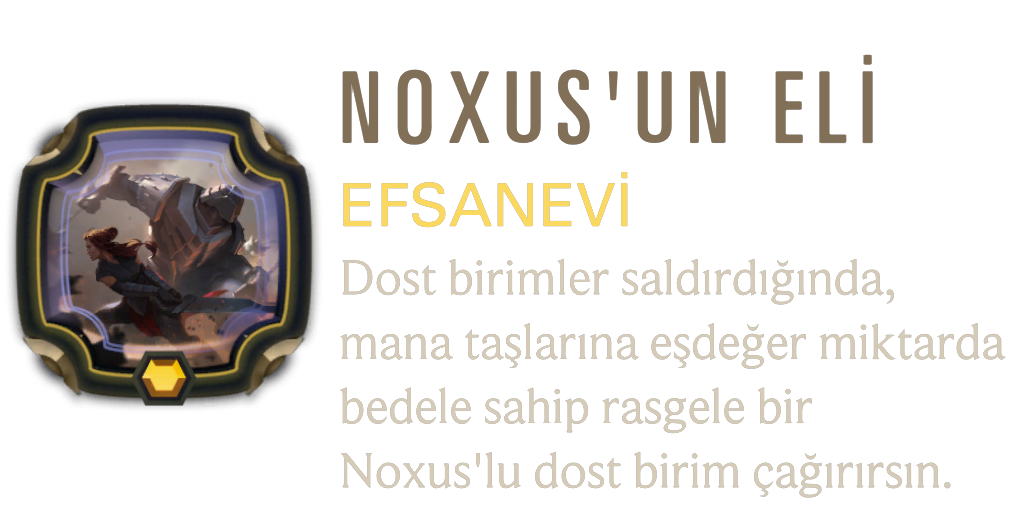 NOXUS'UN ELİ
EFSANEVİ
Dost birimler saldırdığında,
mana taşlarına eşdeğer miktarda
bedele sahip rasgele bir
Noxus'lu dost birim çağırırsın.